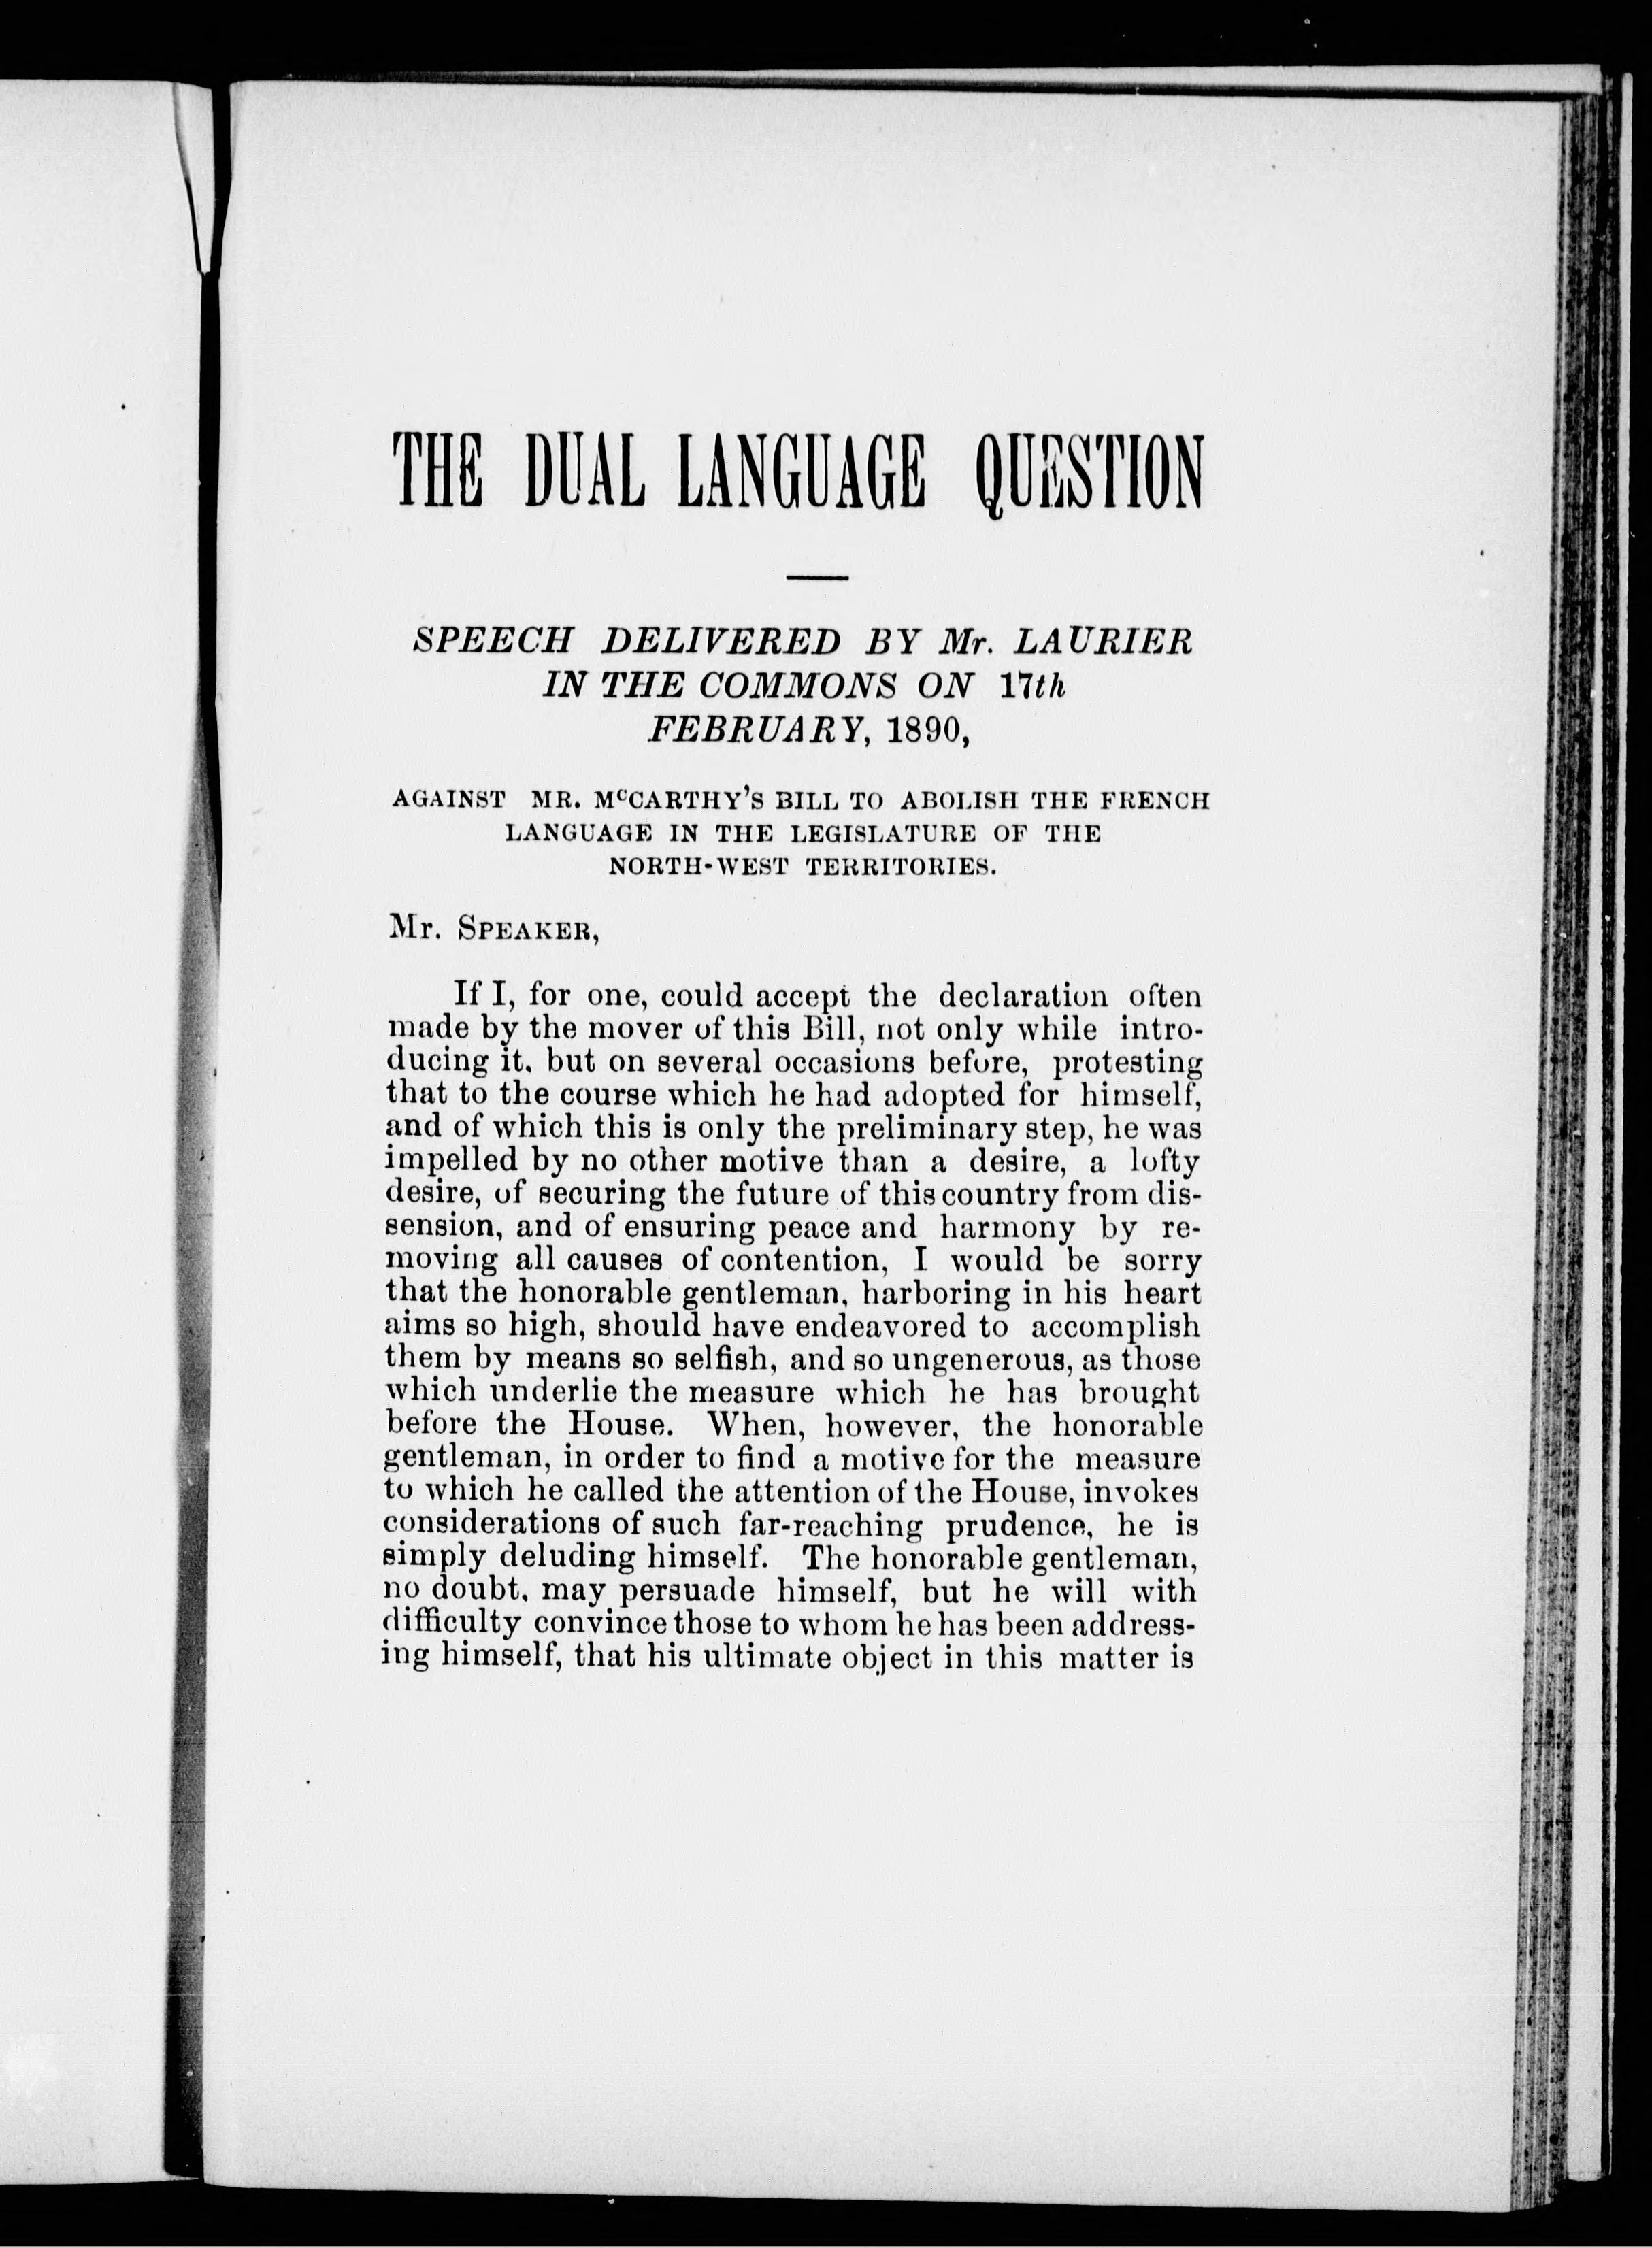 THE DUAL LANGUAGE QUESTION
SPEECH DELIVERED BY Mr. LAURIER
IN THE COMMONS ON 17th
FEBRUARY, 1890,
AGAINST MR. McCARTHY'S BILL TO ABOLISH THE FRENCH
LANGUAGE IN THE LEGISLATURE OF THE
NORTH-WEST TERRITORIES.
Mr. SPEAKER,
If I, for one, could accept the declaration often
made by the mover of this Bill, not only while intro-
ducing it. but on several occasions before, protesting
that to the course which he had adopted for himself,
and of which this is only the preliminary step, he was
impelled by no other motive than a desire, a lofty
desire, of securing the future of this country from dis-
sension, and of ensuring peace and harmony by re-
moving all causes of contention, I would be sorry
that the honorable gentleman, harboring in his heart
aims so high, should have endeavored to accomplish
them by means so selfish, and so ungenerous, as those
which underlie the measure which he has brought
before the House. When, however, the honorable
gentleman, in order to find a motive for the measure
to which he called the attention of the House, invokes
considerations of such far-reaching prudence, he is
simply deluding himself. The honorable gentleman,
no doubt. may persuade himself, but he will with
difficulty convince those to whom he has been address-
ing himself, that his ultimate object in this matter is